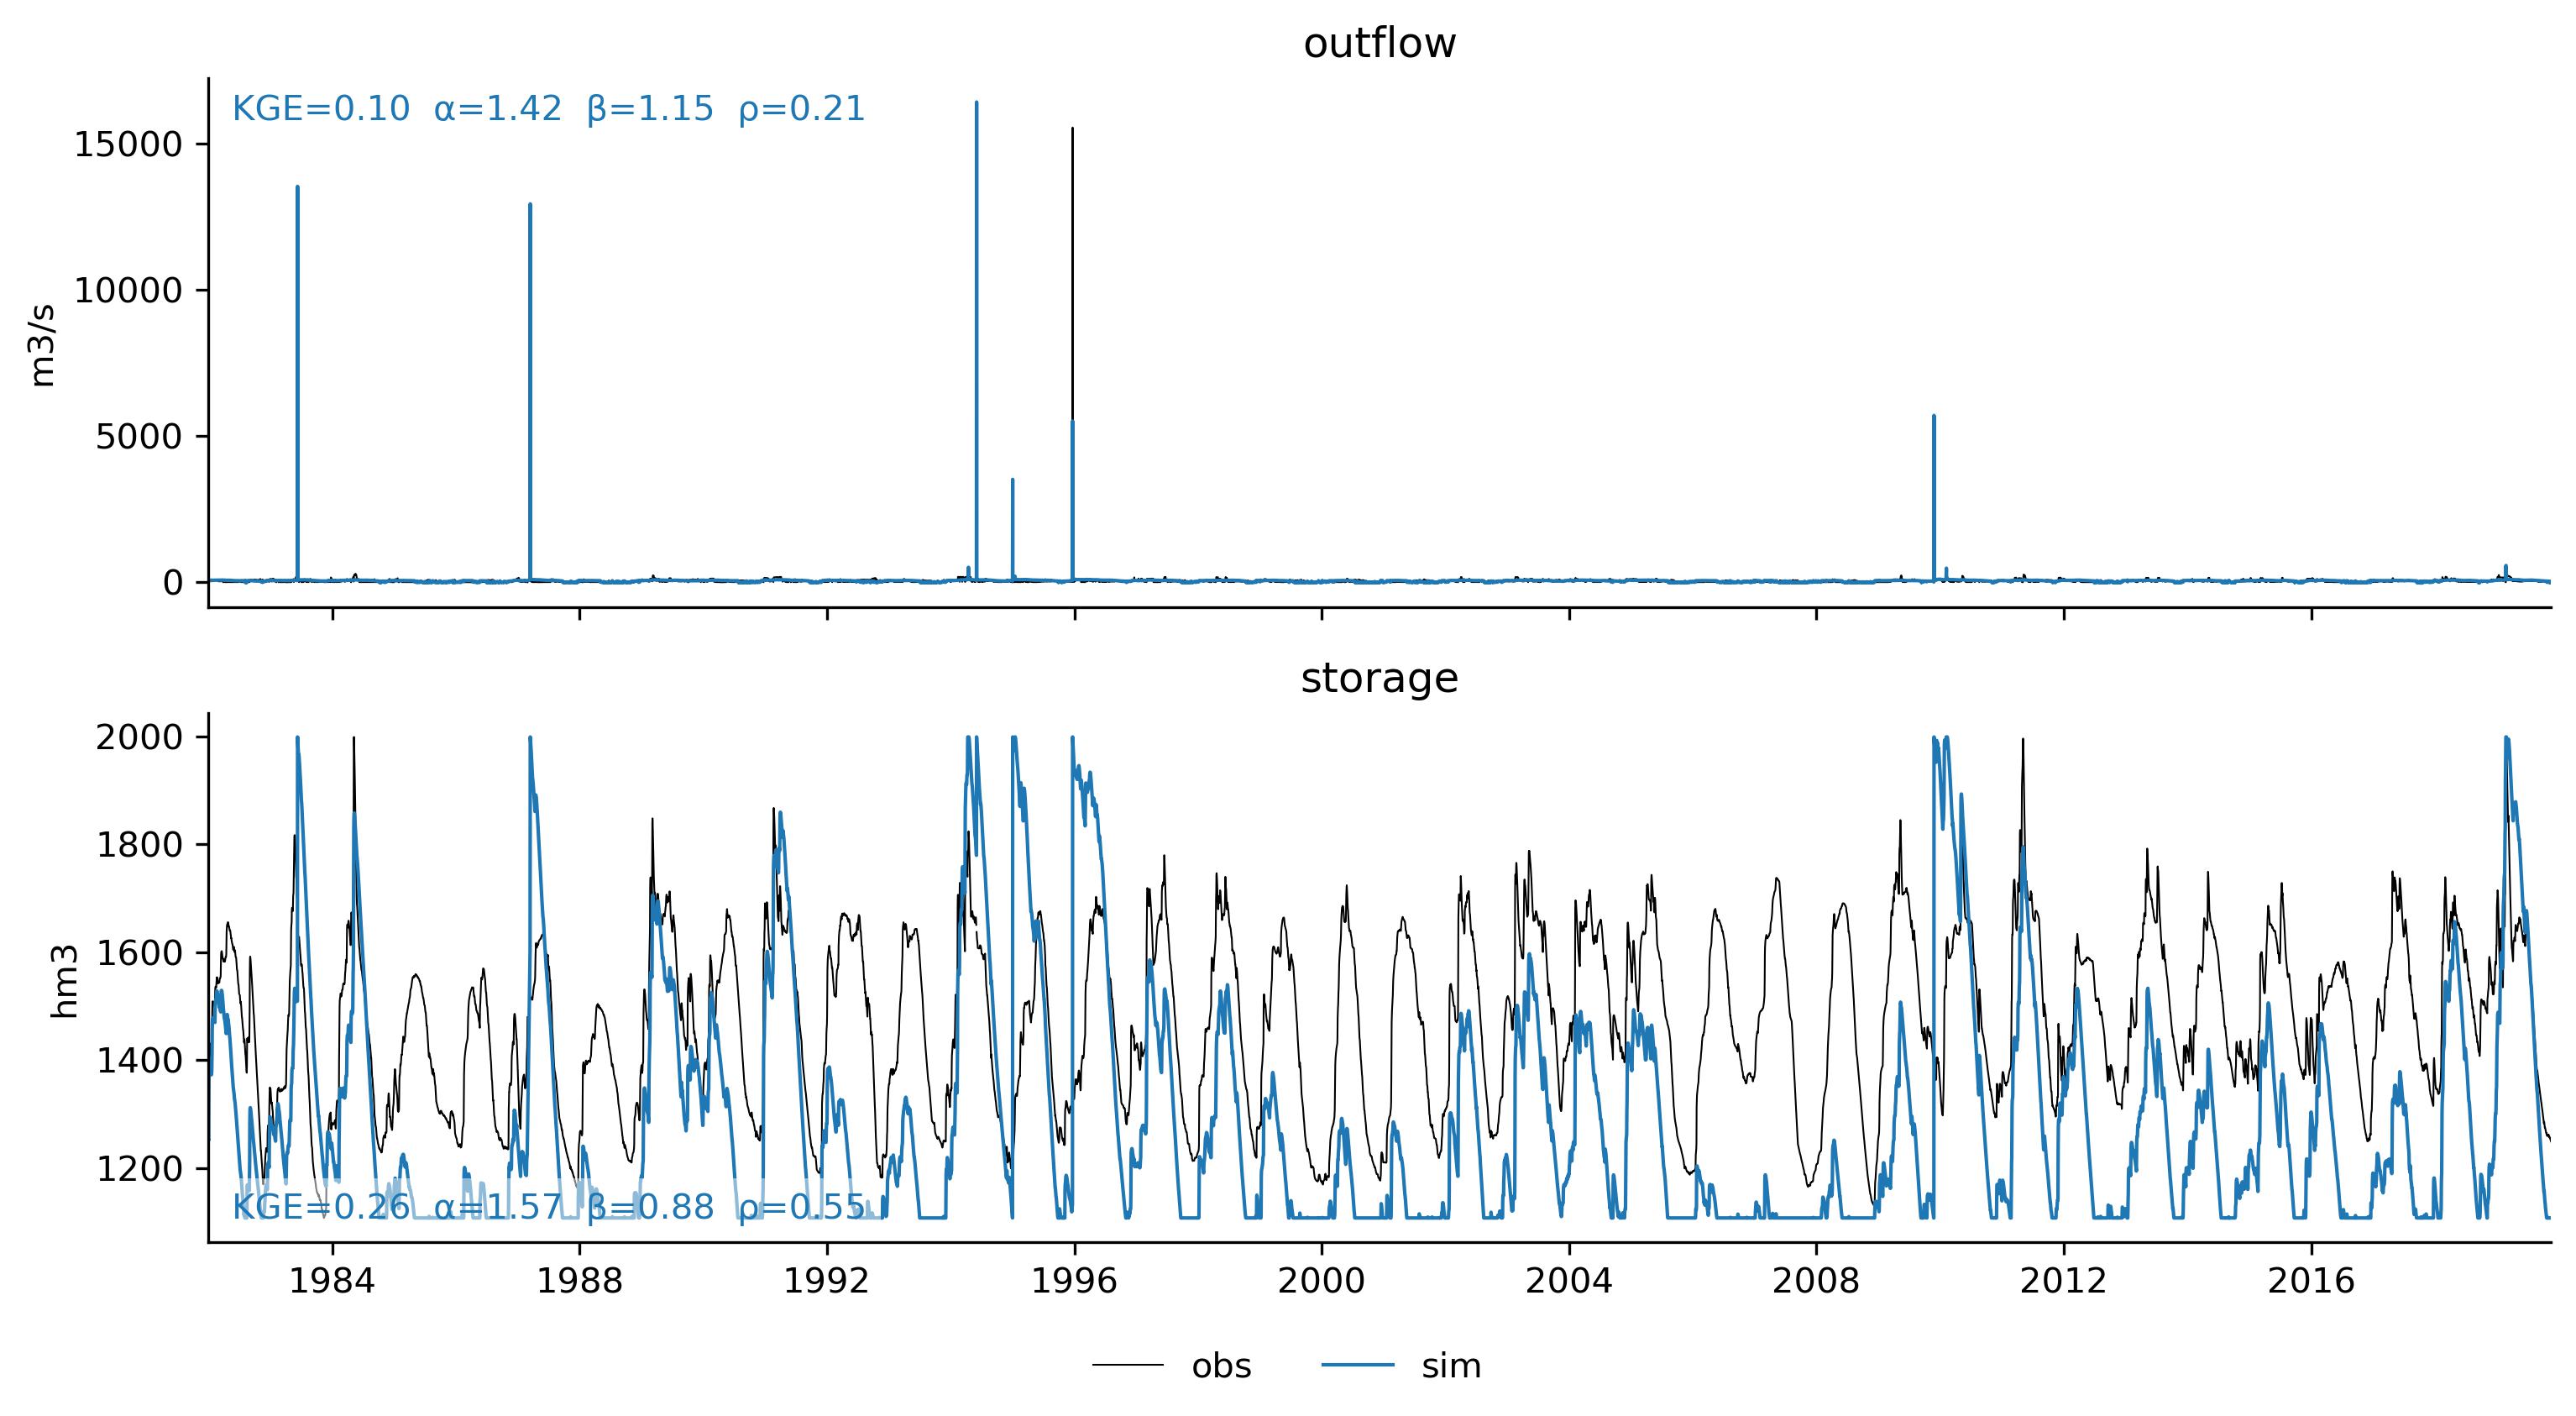 outflow
KGE=0.10 α=1.42 β=1.15 ρ=0.21
15000
10000
5000
0
m3/s
storage
2000
1800
1600
1400
1200
hm3
KGE=0.26 α=1.57 β=0.88 ρ=0.55
1984 1988 1992 1996 2000 2004 2008 2012 2016
obs sim